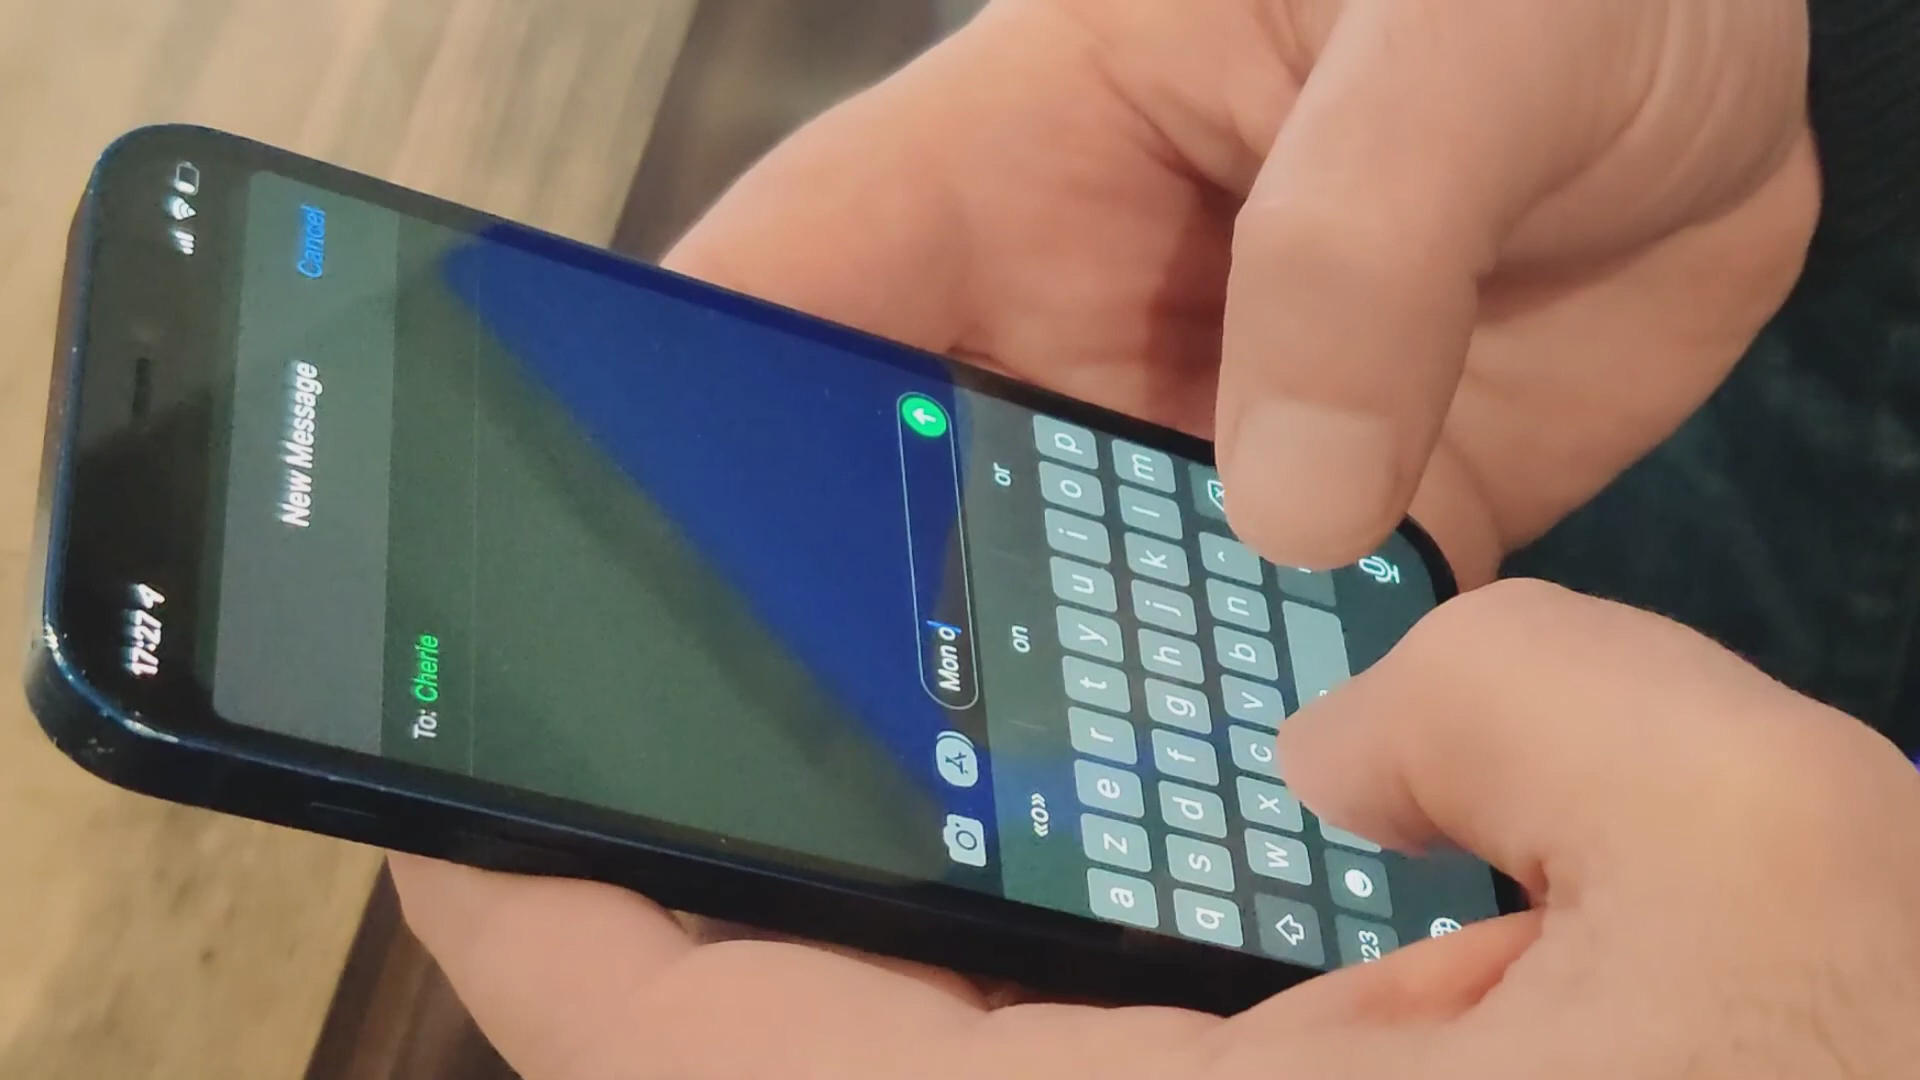 17:27
New Message
Cancel
To: Cherie
Mon o
«o»
on
or
a z e r t y u i o p
q s d f g h j k l m
w x c v b n ^
123